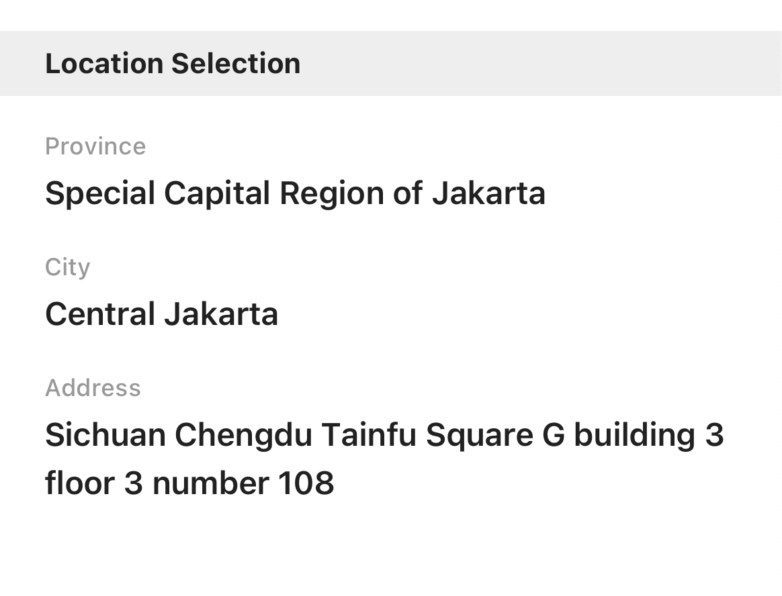 Location Selection
Province
Special Capital Region of Jakarta
City
Central Jakarta
Address
Sichuan Chengdu Tainfu Square G building 3
floor 3 number 108